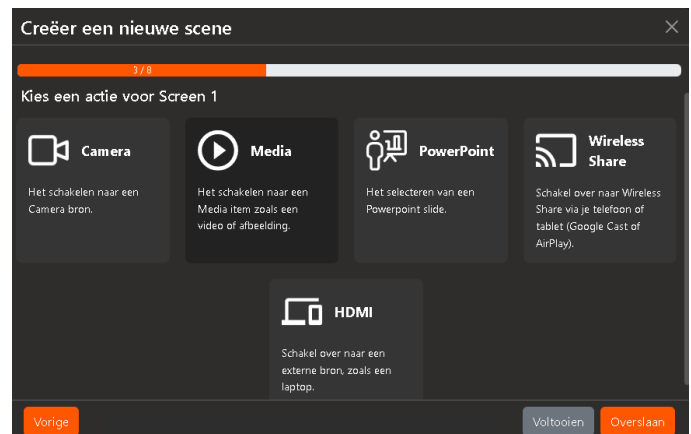 Creëer een nieuwe scene
3 / 8
Kies een actie voor Screen 1
Camera
Het schakelen naar een
Camera bron.
Media
Het schakelen naar een
Media item zoals een
video of afbeelding.
PowerPoint
Het selecteren van een
Powerpoint slide.
Wireless
Share
Schakel over naar Wireless
Share via je telefoon of
tablet (Google Cast of
AirPlay).
HDMI
Schakel over naar een
externe bron, zoals een
laptop.
Vorige
Voltooien
Overslaan